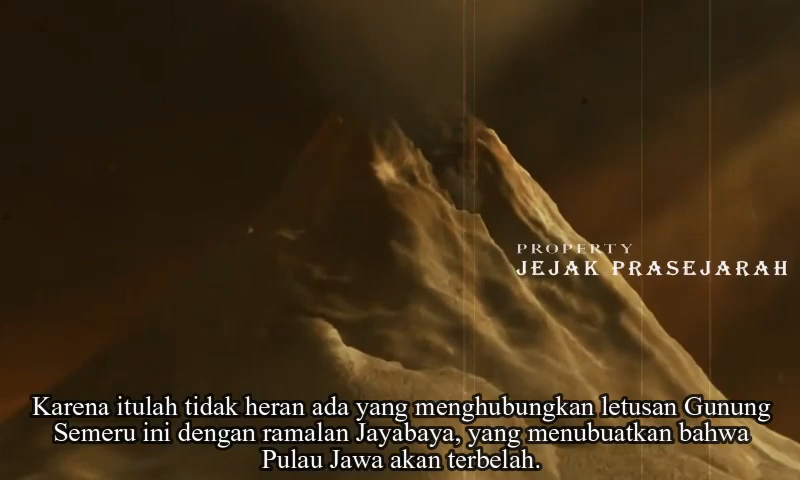 PROPERTY
JEJAK PRASEJARAH
Karena itulah tidak heran ada yang menghubungkan letusan Gunung
Semeru ini dengan ramalan Jayabaya, yang menubuatkan bahwa
Pulau Jawa akan terbelah.